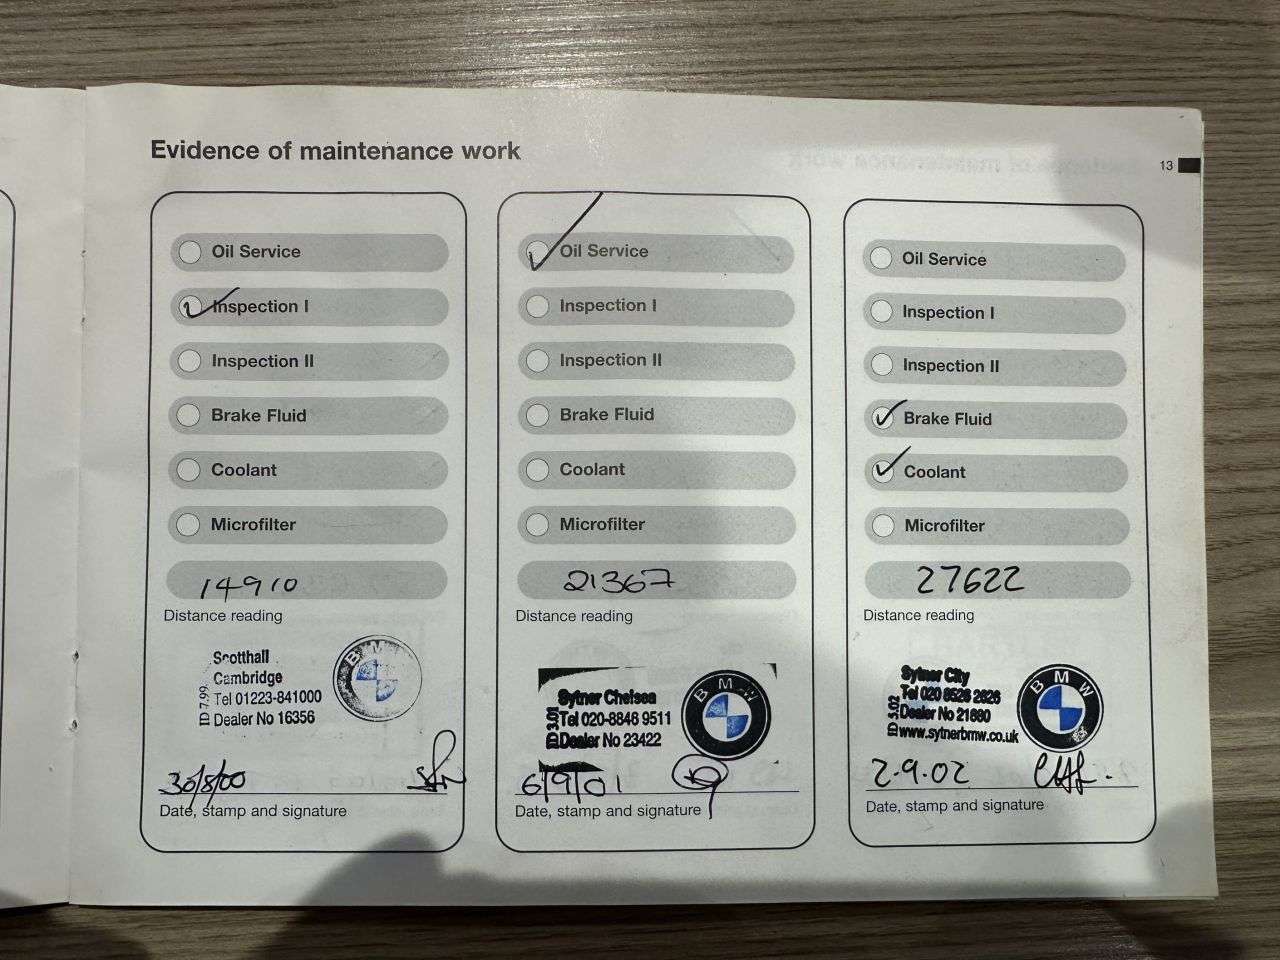 Evidence of maintenance work
13
Oil Service
Inspection I
Inspection II
Brake Fluid
Coolant
Microfilter
14910
Distance reading
Scotthall
Cambridge
Tel 01223-841000
Dealer No 16356
ID 7.99.
BMW
30/8/00
Date, stamp and signature
Oil Service
Inspection I
Inspection II
Brake Fluid
Coolant
Microfilter
21367
Distance reading
Sytner Chelsea
Tel 020-8846 9511
Dealer No 23422
ID 3.01
BMW
6/9/01
Date, stamp and signature
Oil Service
Inspection I
Inspection II
Brake Fluid
Coolant
Microfilter
27622
Distance reading
Sytner City
Tel 020 8526 2826
Dealer No 21680
www.sytnerbmw.co.uk
ID 5.02
BMW
2.9.02
Date, stamp and signature